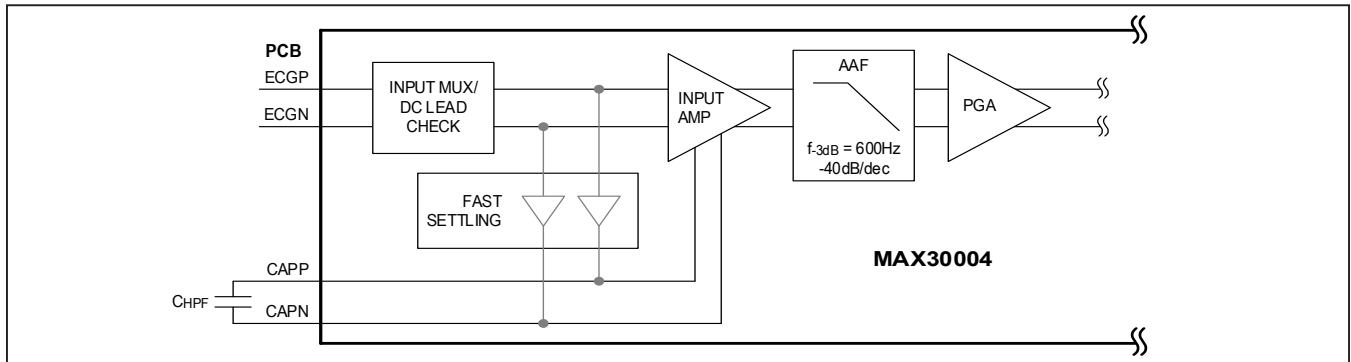 PCB
ECGP
ECGN
INPUT MUX/
DC LEAD
CHECK
INPUT
AMP
AAF
f-3dB = 600Hz
-40dB/dec
PGA
FAST
SETTLING
CAPP
CHPF
CAPN
MAX30004